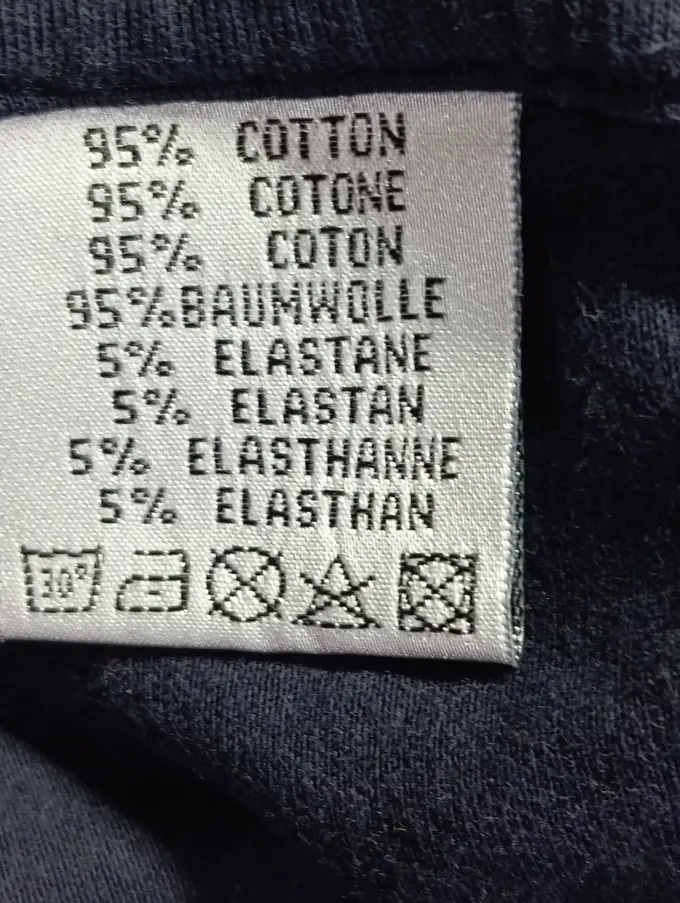 95% COTTON
95% COTONE
95% COTON
95%BAUMWOLLE
5% ELASTANE
5% ELASTAN
5% ELASTHANNE
5% ELASTHAN
30°